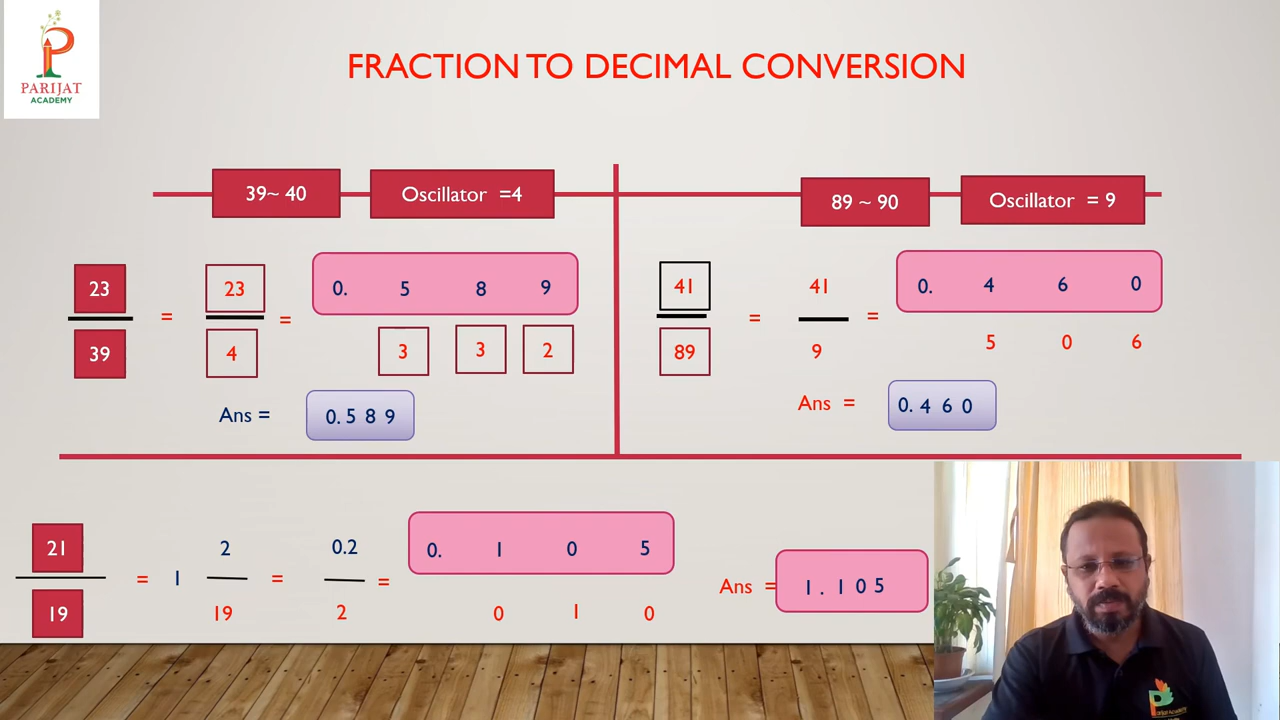 PARIJAT
ACADEMY
FRACTION TO DECIMAL CONVERSION
39~ 40
Oscillator =4
23
39
=
23
4
=
0. 5 8 9
3 3 2
Ans =
0. 5 8 9
89 ~ 90
Oscillator = 9
41
89
=
41
9
=
0. 4 6 0
5 0 6
Ans =
0. 4 6 0
21
19
=
1
2
19
=
0.2
2
=
0. 1 0 5
0 1 0
Ans =
1 . 1 0 5